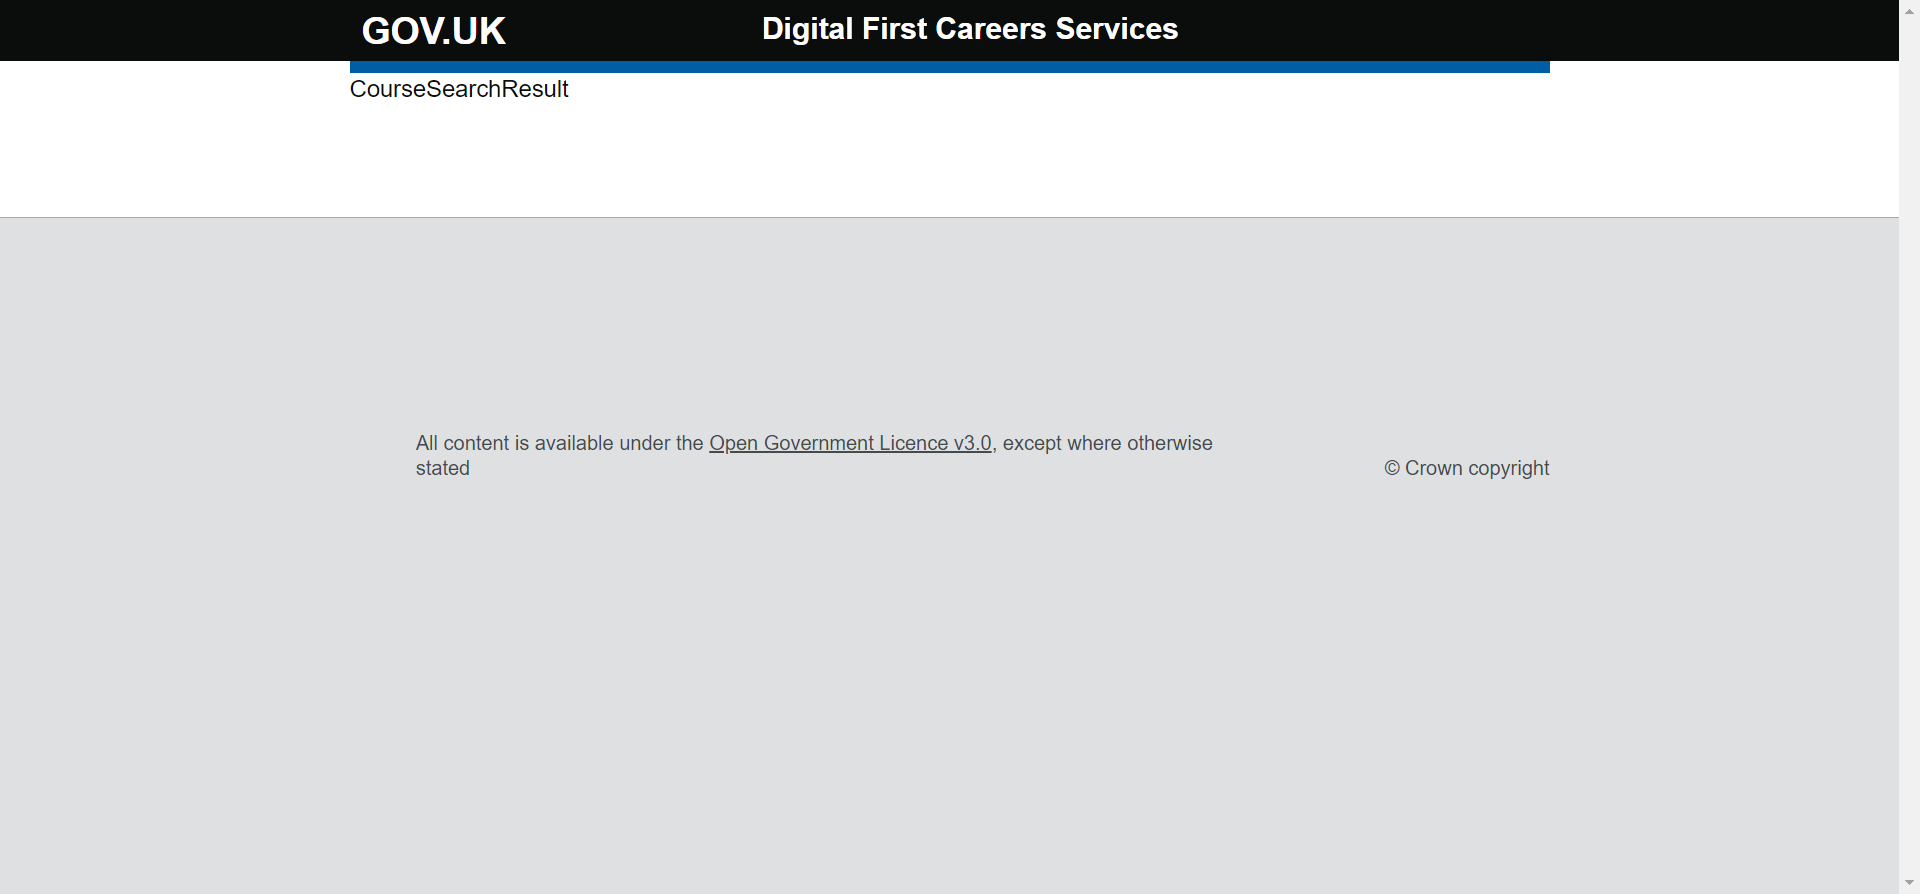 GOV.UK
Digital First Careers Services
CourseSearchResult
All content is available under the Open Government Licence v3.0, except where otherwise
stated
© Crown copyright